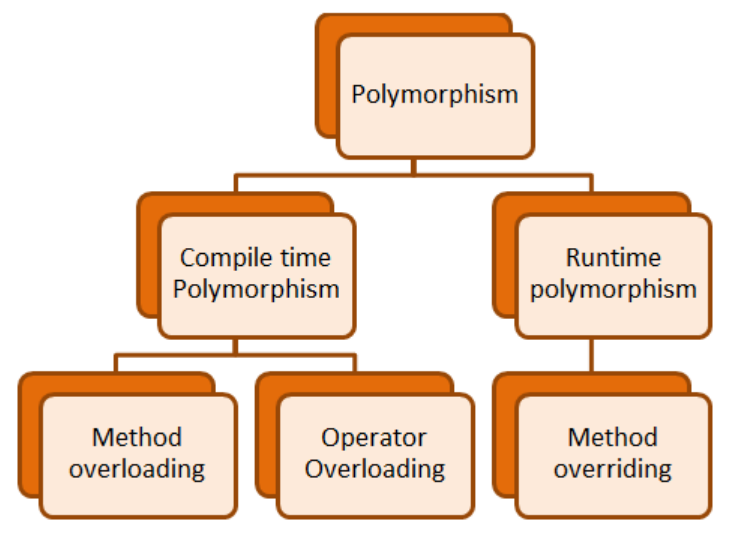 Polymorphism
Compile time
Polymorphism
Runtime
polymorphism
Method
overloading
Operator
Overloading
Method
overriding